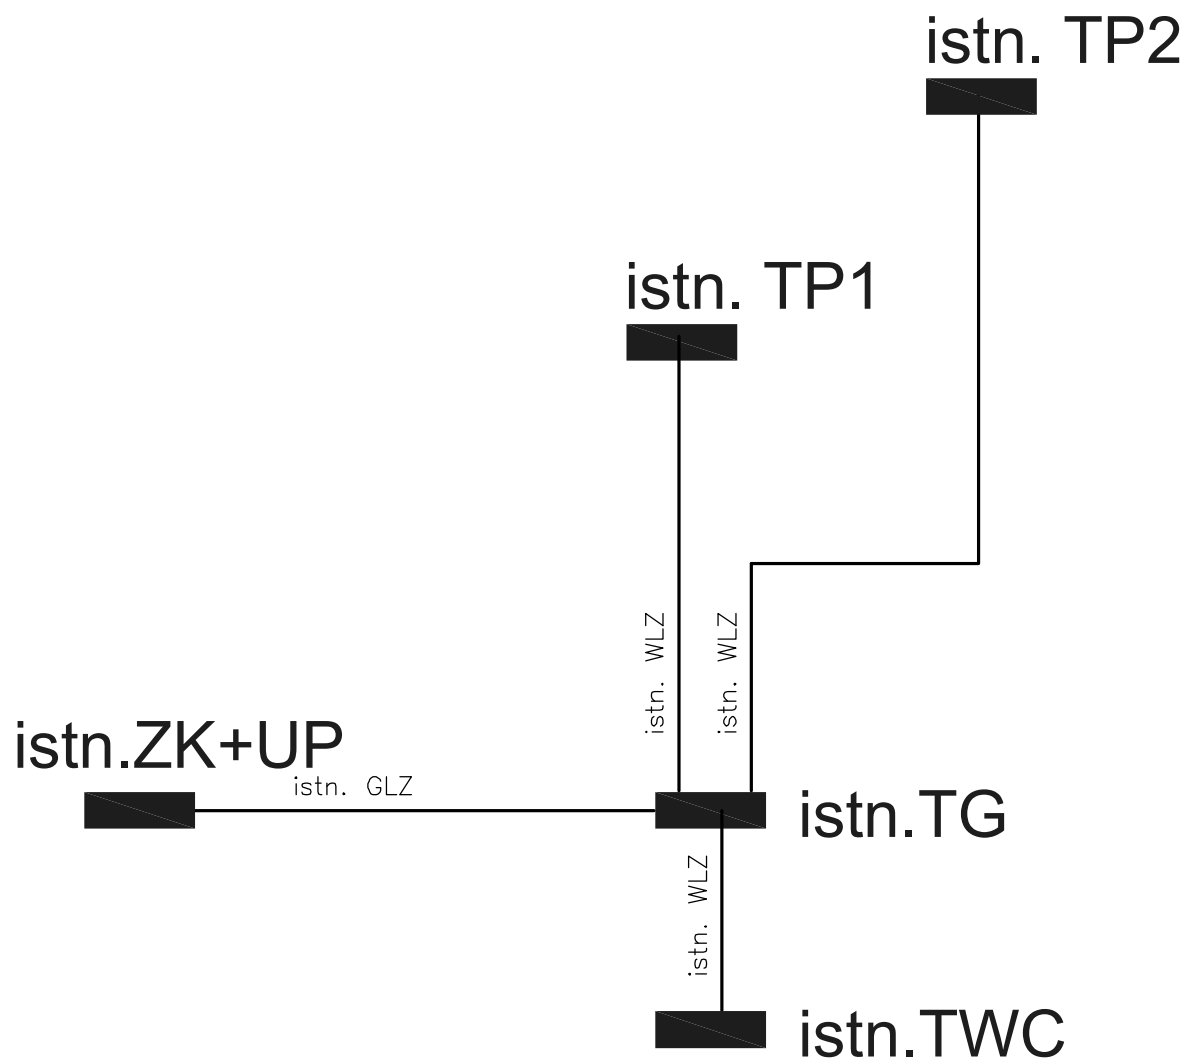 istn. TP2
istn. TP1
istn. WLZ
istn. WLZ
istn.ZK+UP
istn. GLZ
istn.TG
istn. WLZ
istn.TWC